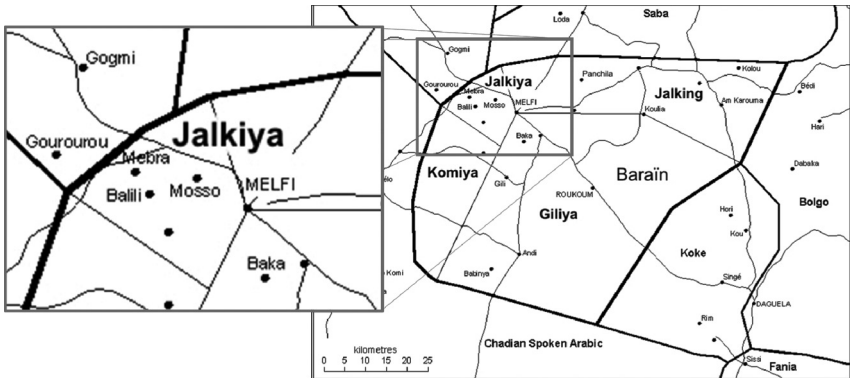 Gogmi
Jalkiya
Gourourou
Mebra
Balili
Mosso
MELFI
Baka
Loda
Saba
Gogmi
Jalkiya
Panchila
Kolou
Gourourou
Mebra
Jalking
Bédi
Balili
Mosso
MELFI
Am Karouma
Koulia
Hari
Baka
Komiya
Baraïn
Dabaka
Gili
ROUKOUM
Bolgo
Giliya
Hori
Kou
Andi
Koke
Komi
Babinya
Singé
DAGUELA
Rim
Chadian Spoken Arabic
Sissi
Fania
kilometres
0 5 10 15 20 25